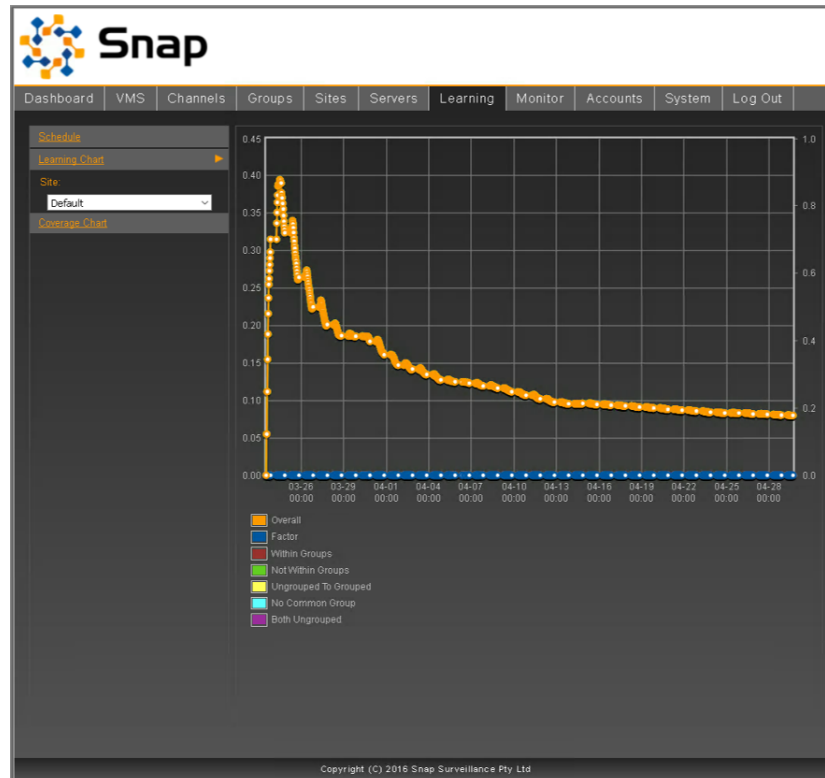 Snap
Dashboard VMS Channels Groups Sites Servers Learning Monitor Accounts System Log Out
Schedule
Learning Chart
Site:
Default
Coverage Chart
0.45 1.0
0.40
0.35 0.8
0.30
0.25 0.6
0.20 0.4
0.15
0.10 0.2
0.05
0.00 0.0
03-26 03-29 04-01 04-04 04-07 04-10 04-13 04-16 04-19 04-22 04-25 04-28
00:00 00:00 00:00 00:00 00:00 00:00 00:00 00:00 00:00 00:00 00:00 00:00
Overall
Factor
Within Groups
Not Within Groups
Ungrouped To Grouped
No Common Group
Both Ungrouped
Copyright (C) 2016 Snap Surveillance Pty Ltd